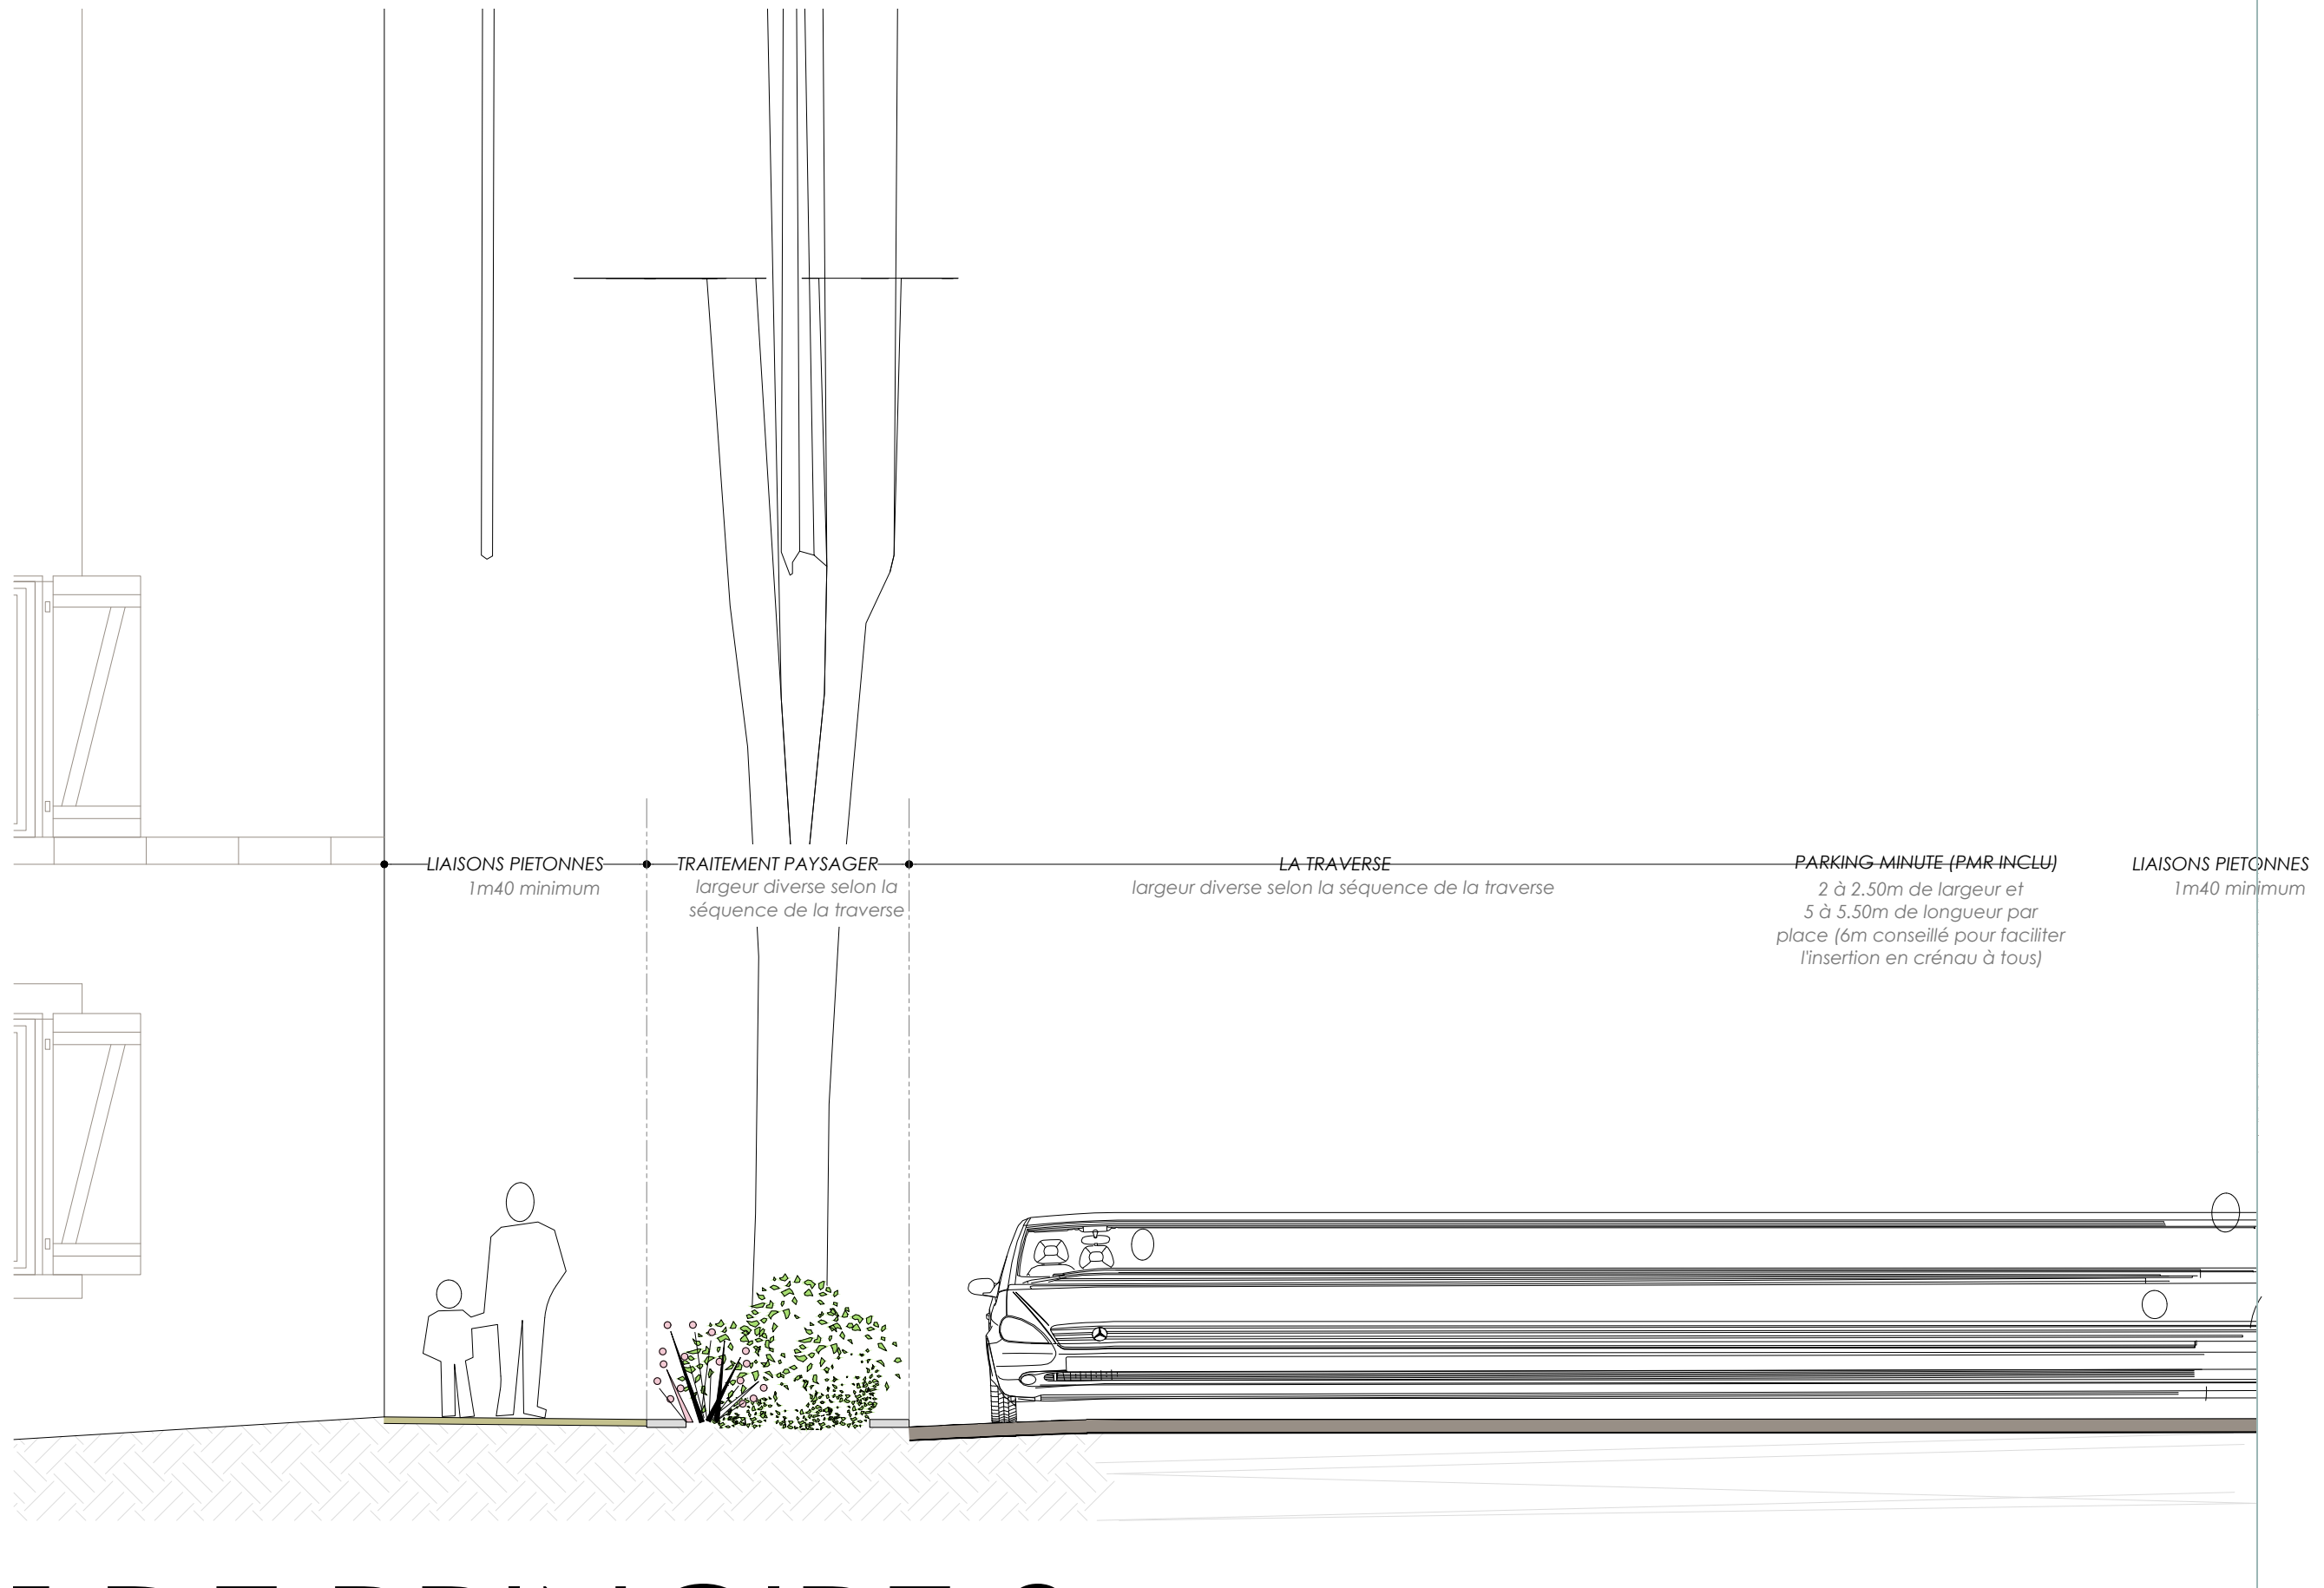 LIAISONS PIETONNES
1m40 minimum
TRAITEMENT PAYSAGER
largeur diverse selon la
séquence de la traverse
LA TRAVERSE
largeur diverse selon la séquence de la traverse
PARKING MINUTE (PMR INCLU)
2 à 2.50m de largeur et
5 à 5.50m de longueur par
place (6m conseillé pour faciliter
l'insertion en crénau à tous)
LIAISONS PIETONNES
1m40 minimum